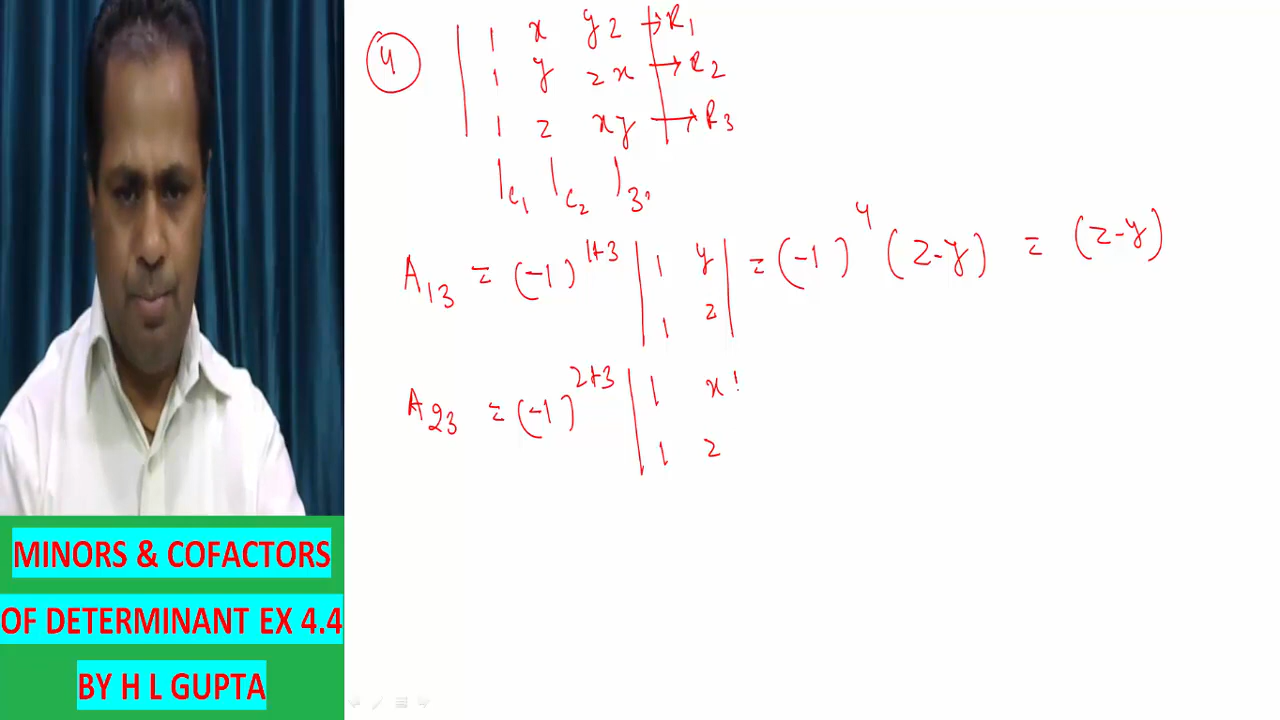 4 | 1 x yz | → R1
| 1 y zx | → R2
| 1 z xy | → R3
C1 C2 3
A13 = (-1)^1+3 | 1 y | = (-1)^4 (z-y) = (z-y)
| 1 z |
A23 = (-1)^2+3 | 1 x
| 1 z
MINORS & COFACTORS
OF DETERMINANT EX 4.4
BY H L GUPTA